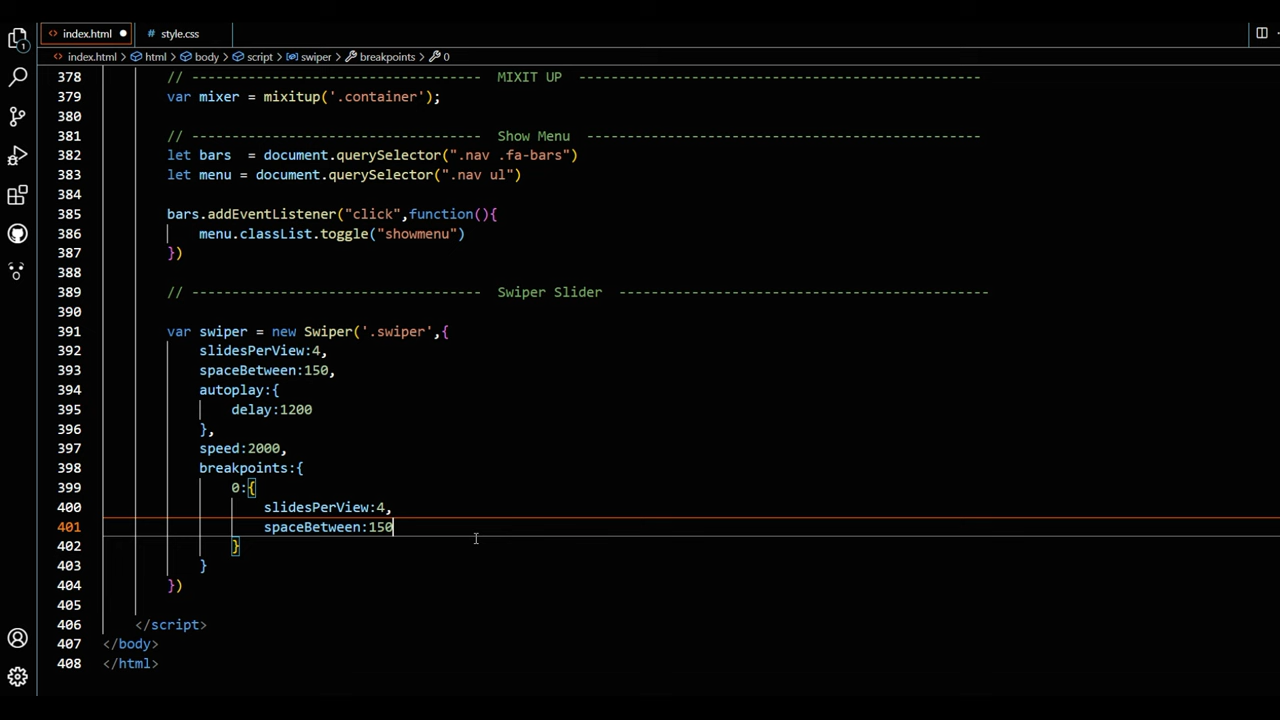 index.html
style.css
index.html > html > body > script > swiper > breakpoints > 0
378 // ------------------------------------ MIXIT UP --------------------------------------------------
379 var mixer = mixitup('.container');
380
381 // ------------------------------------ Show Menu -------------------------------------------------
382 let bars  = document.querySelector(".nav .fa-bars")
383 let menu = document.querySelector(".nav ul")
384
385 bars.addEventListener("click",function(){
386 menu.classList.toggle("showmenu")
387 })
388
389 // ------------------------------------ Swiper Slider ----------------------------------------------
390
391 var swiper = new Swiper('.swiper',{
392 slidesPerView:4,
393 spaceBetween:150,
394 autoplay:{
395 delay:1200
396 },
397 speed:2000,
398 breakpoints:{
399 0:{
400 slidesPerView:4,
401 spaceBetween:150
402 }
403 }
404 })
405
406 </script>
407 </body>
408 </html>
1